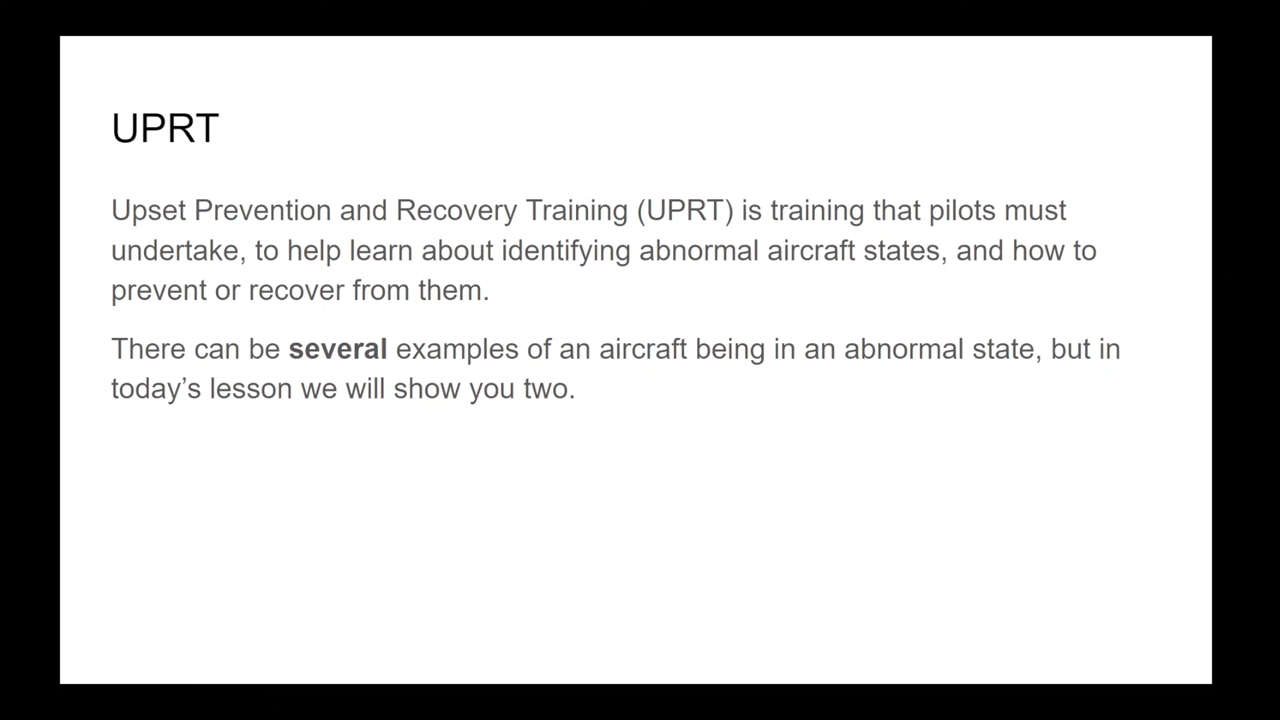 UPRT
Upset Prevention and Recovery Training (UPRT) is training that pilots must
undertake, to help learn about identifying abnormal aircraft states, and how to
prevent or recover from them.
There can be several examples of an aircraft being in an abnormal state, but in
today’s lesson we will show you two.